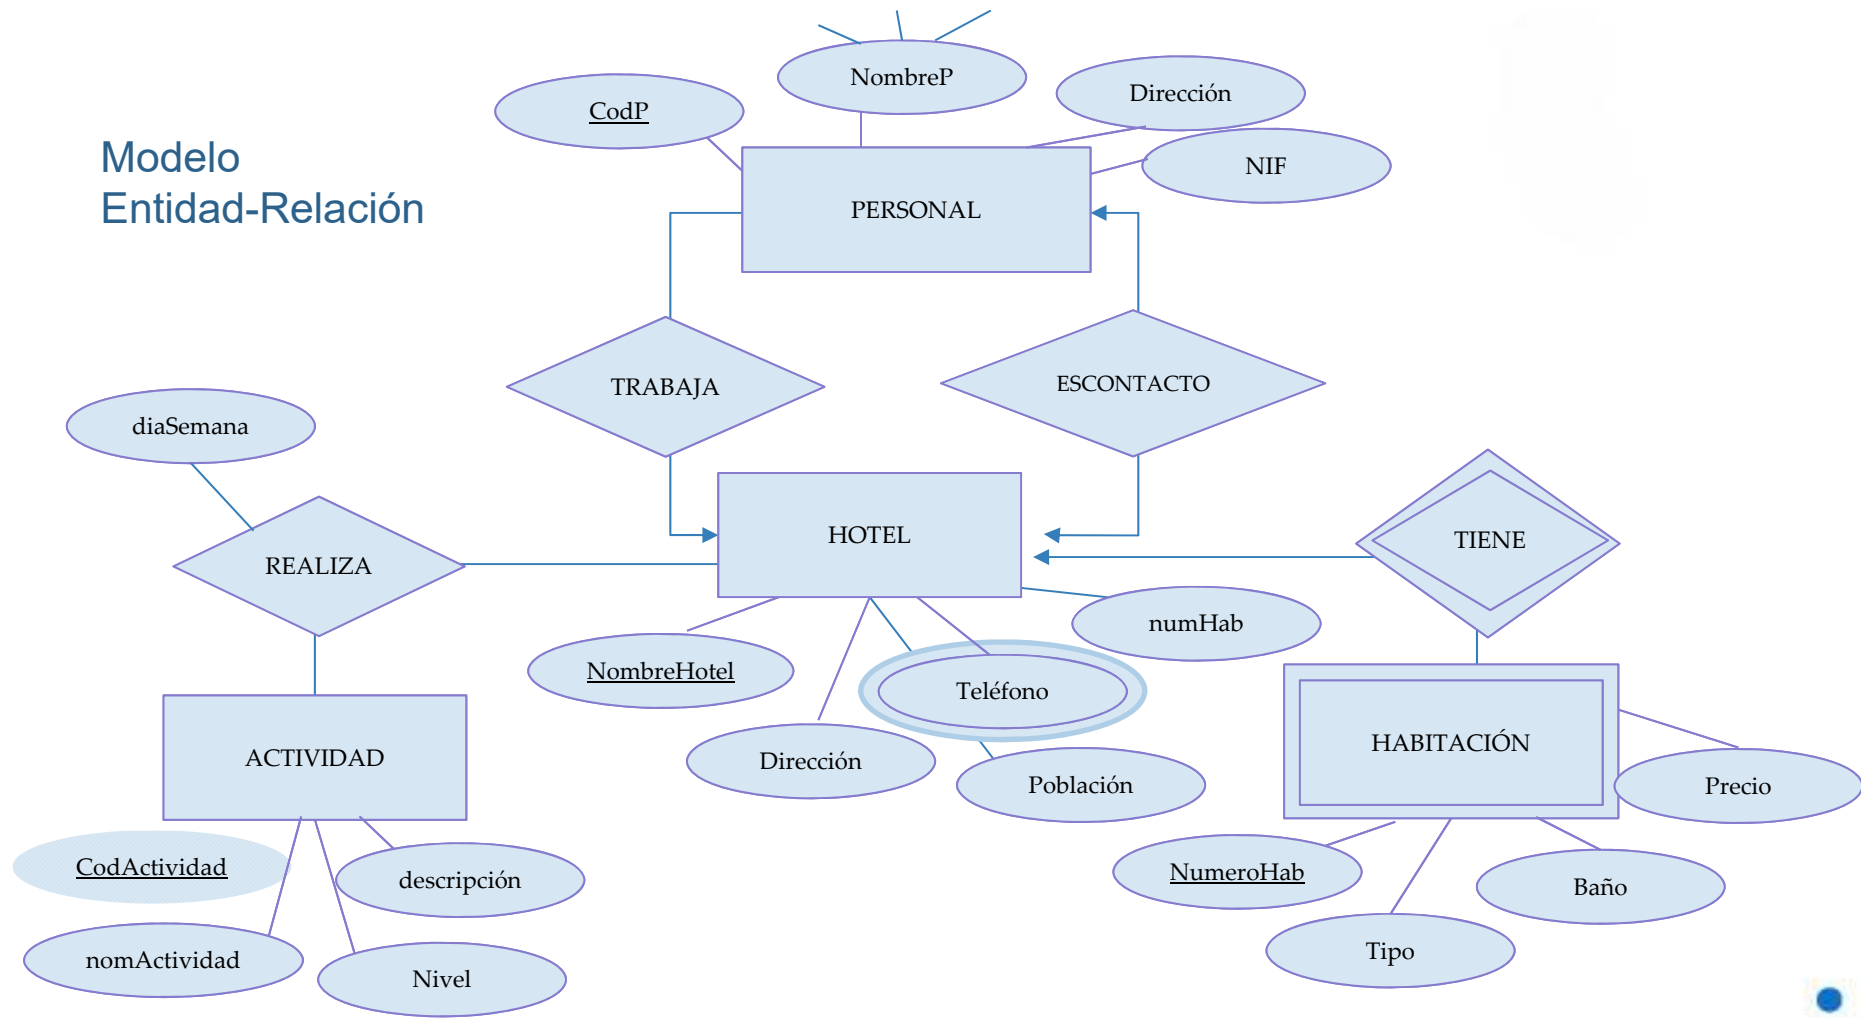 NombreP
Dirección
CodP
Modelo
Entidad-Relación
NIF
PERSONAL
TRABAJA
ESCONTACTO
diaSemana
HOTEL
TIENE
REALIZA
numHab
NombreHotel
Teléfono
HABITACIÓN
ACTIVIDAD
Dirección
Población
Precio
CodActividad
descripción
NumeroHab
Baño
nomActividad
Nivel
Tipo